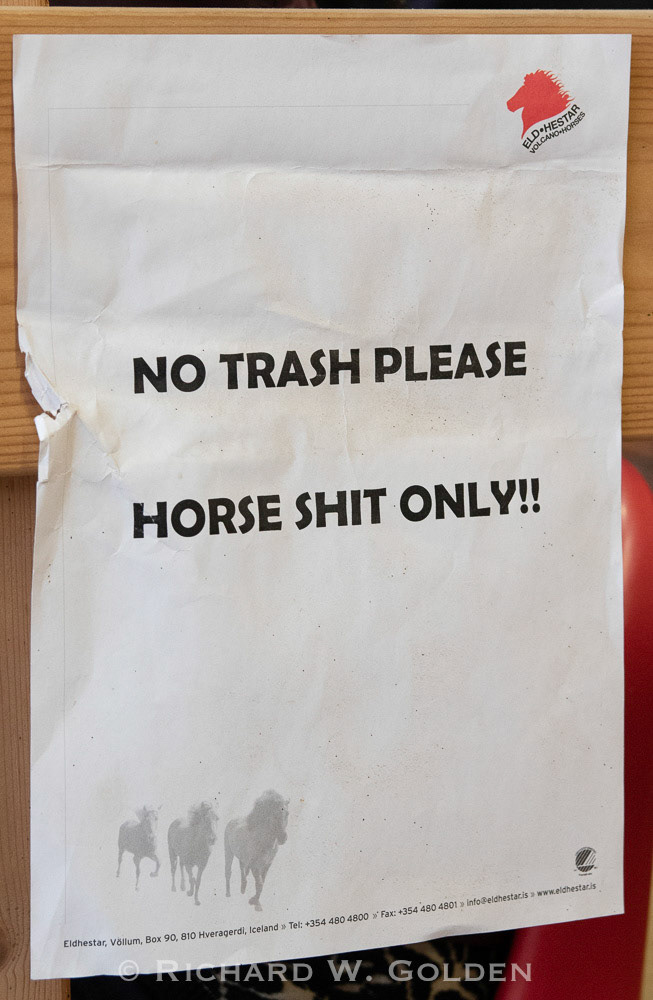 ELD•HESTAR
VOLCANO•HORSES
NO TRASH PLEASE
HORSE SHIT ONLY!!
Eldhestar, Völlum, Box 90, 810 Hveragerdi, Iceland » Tel: +354 480 4800 » Fax: +354 480 4801 » info@eldhestar.is » www.eldhestar.is
© RICHARD W. GOLDEN